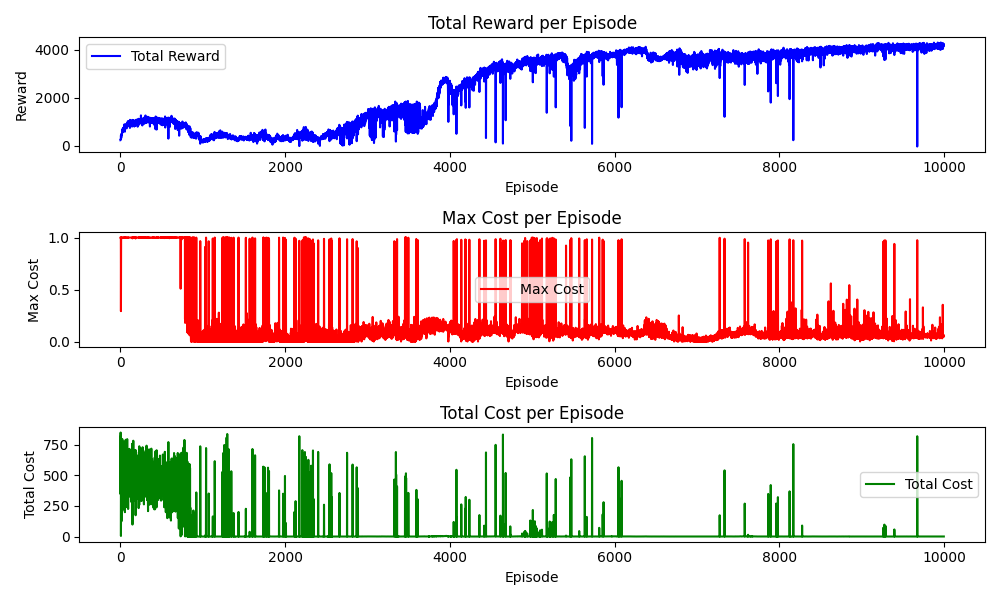 Total Reward per Episode
4000
2000
0
Reward
Total Reward
0 2000 4000 6000 8000 10000
Episode
Max Cost per Episode
1.0
0.5
0.0
Max Cost
Max Cost
0 2000 4000 6000 8000 10000
Episode
Total Cost per Episode
750
500
250
0
Total Cost
Total Cost
0 2000 4000 6000 8000 10000
Episode